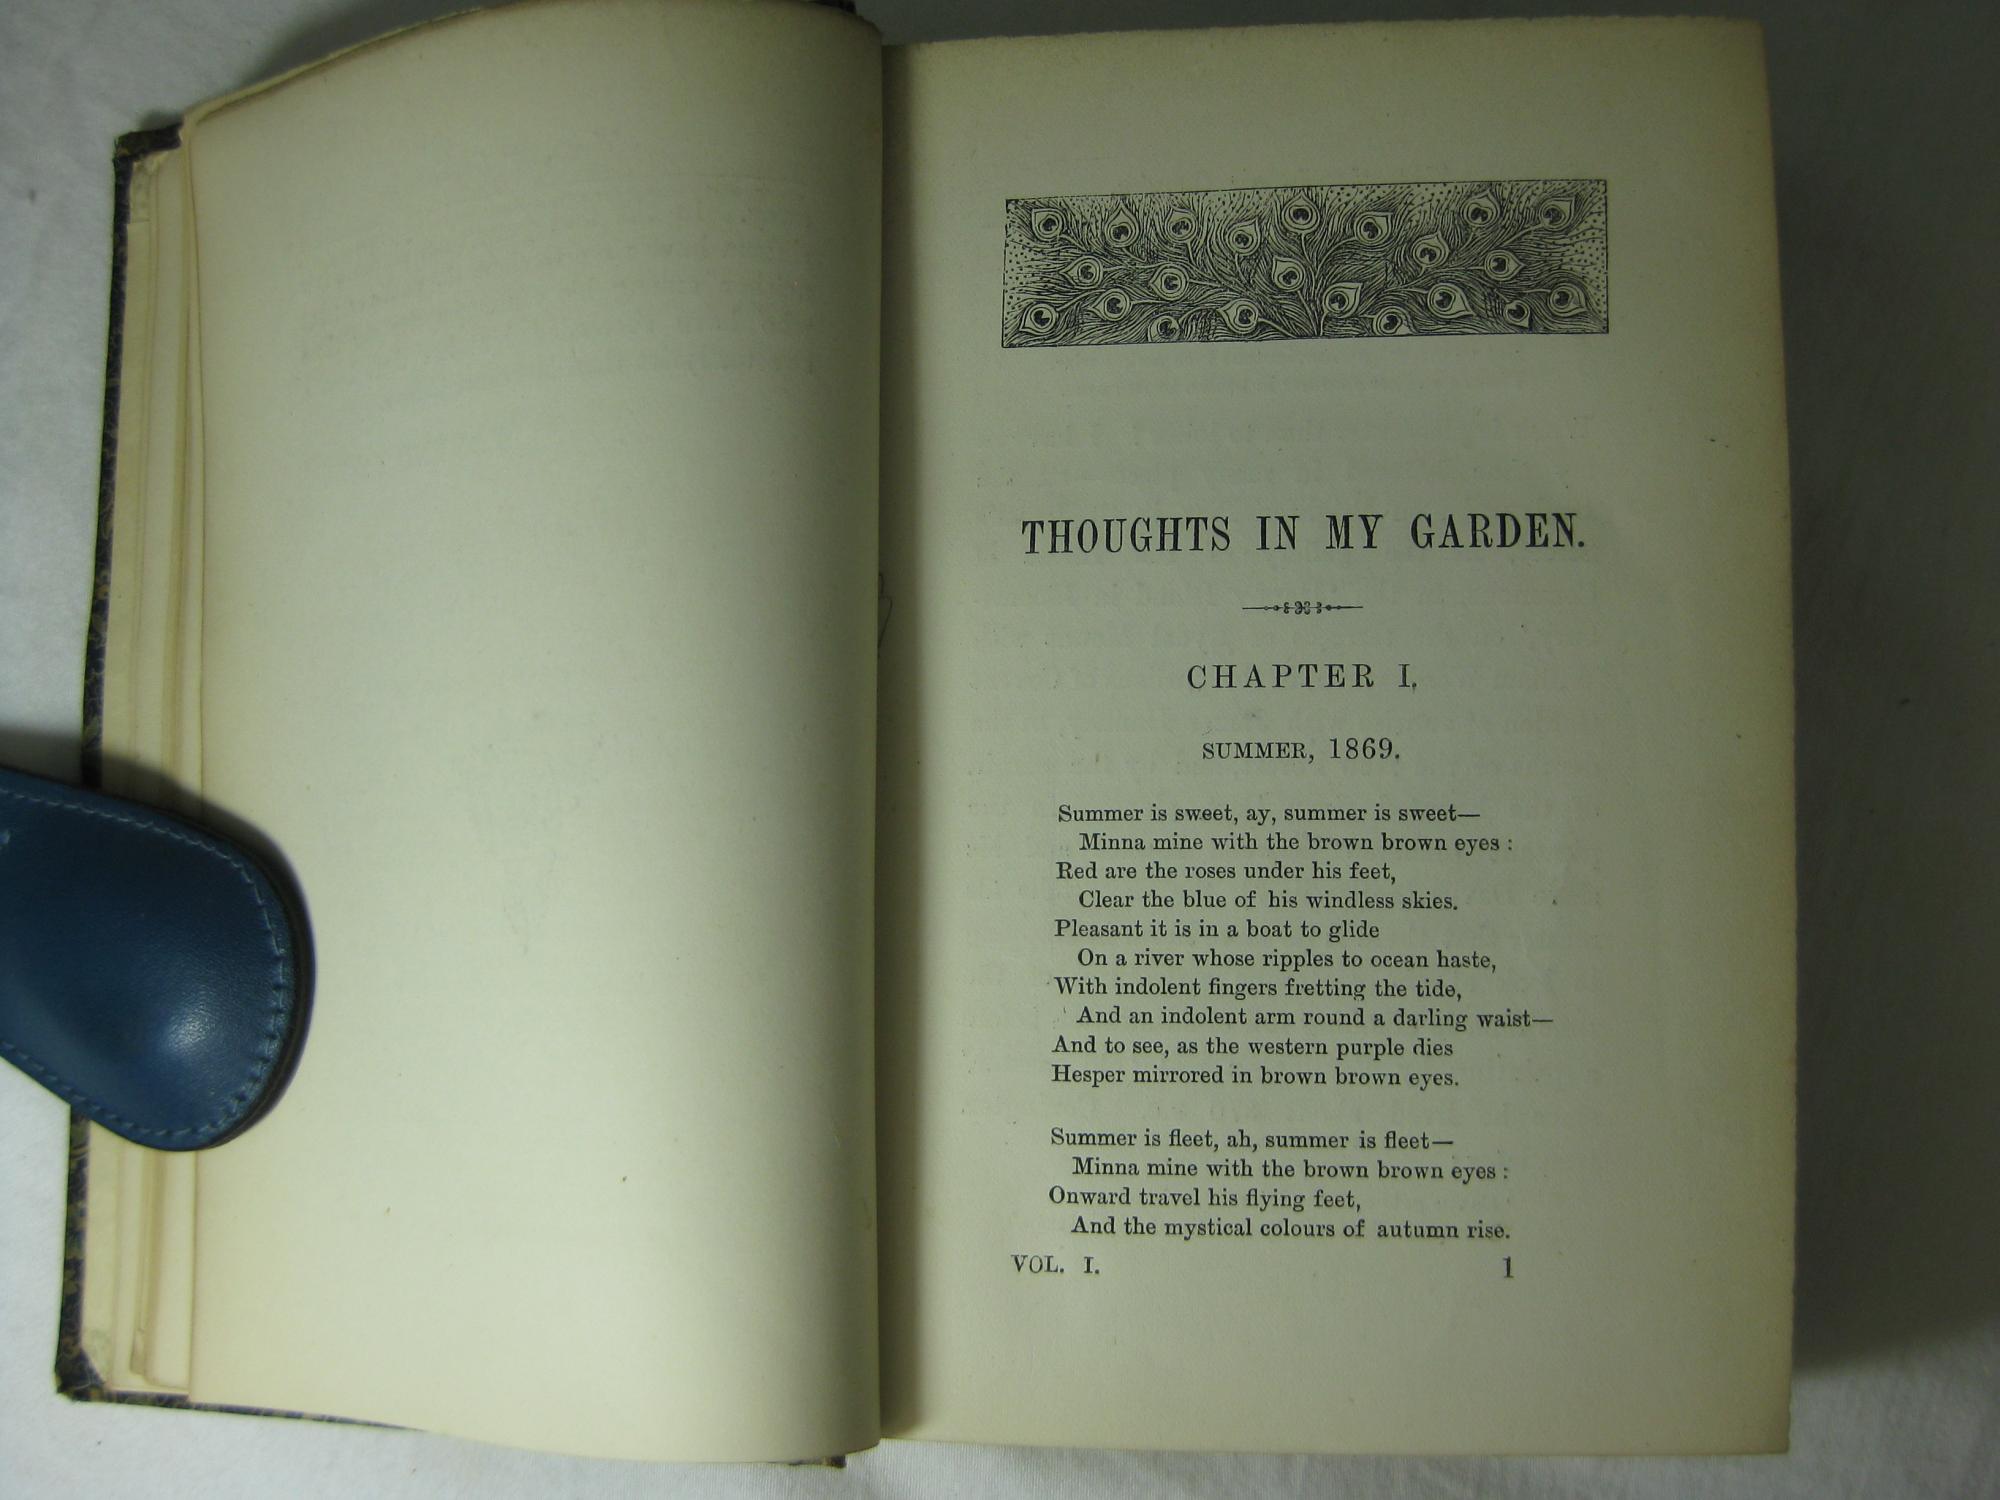 THOUGHTS IN MY GARDEN.
CHAPTER I.
SUMMER, 1869.
Summer is sweet, ay, summer is sweet—
Minna mine with the brown brown eyes :
Red are the roses under his feet,
Clear the blue of his windless skies.
Pleasant it is in a boat to glide
On a river whose ripples to ocean haste,
With indolent fingers fretting the tide,
And an indolent arm round a darling waist—
And to see, as the western purple dies
Hesper mirrored in brown brown eyes.
Summer is fleet, ah, summer is fleet—
Minna mine with the brown brown eyes :
Onward travel his flying feet,
And the mystical colours of autumn rise.
VOL. I. 1